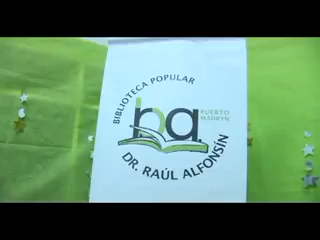 BIBLIOTECA POPULAR
ba
PUERTO
MADRYN
DR. RAÚL ALFONSÍN